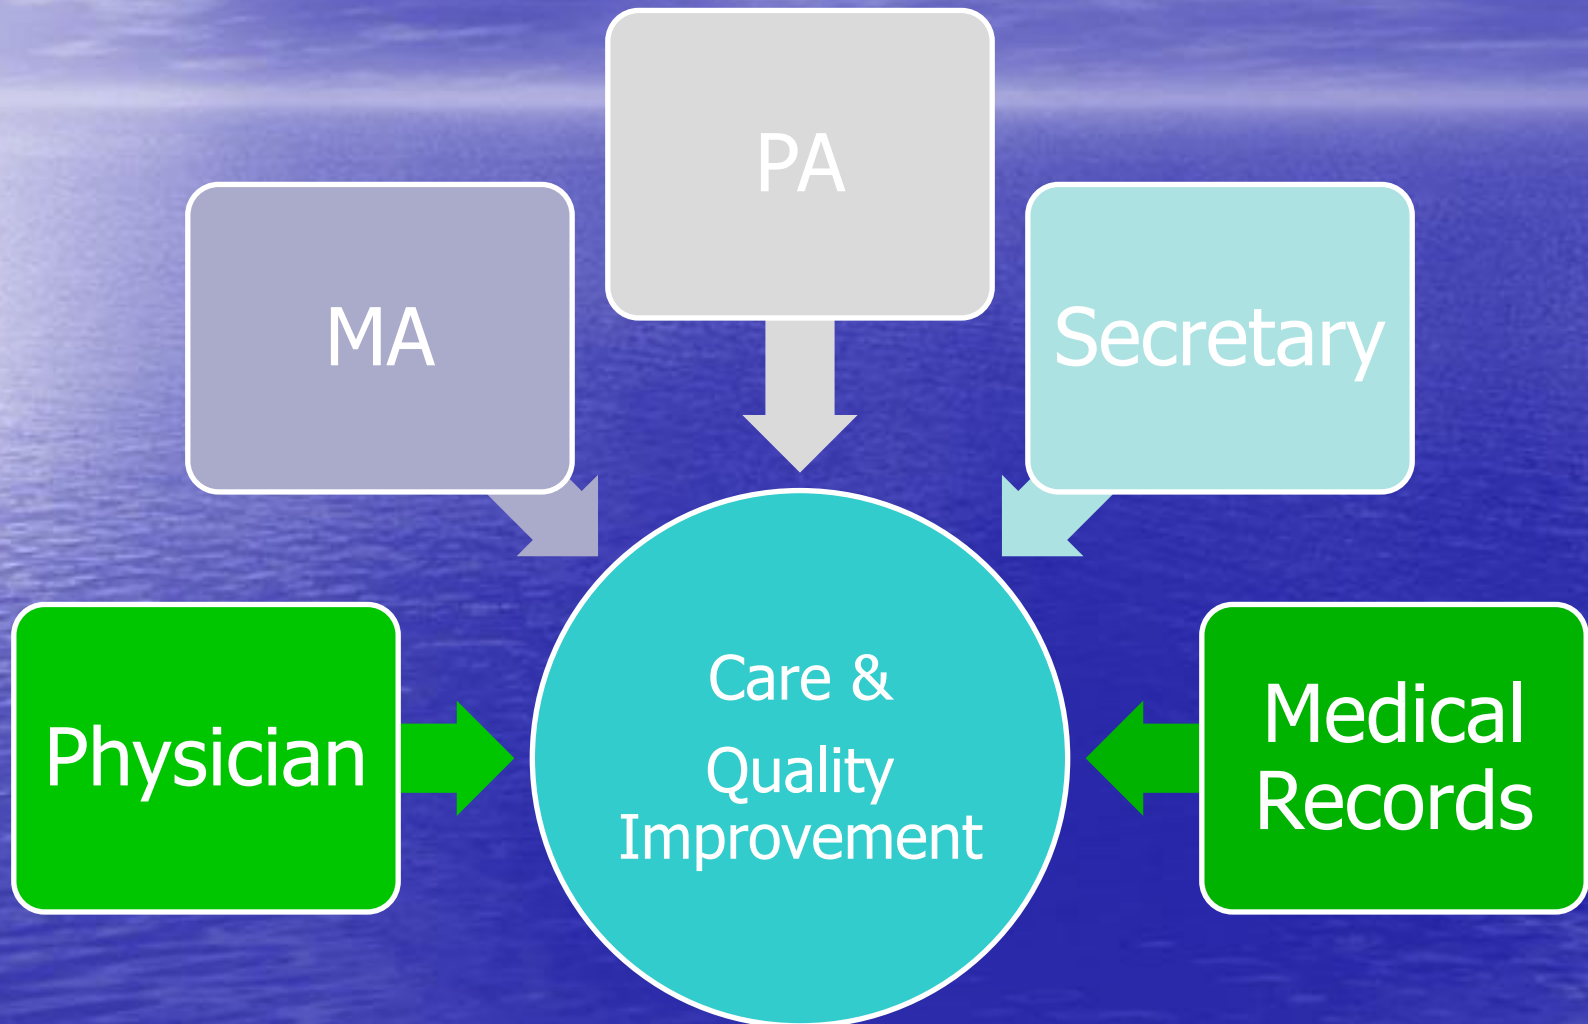 PA
MA
Secretary
Physician
Care &
Quality
Improvement
Medical
Records